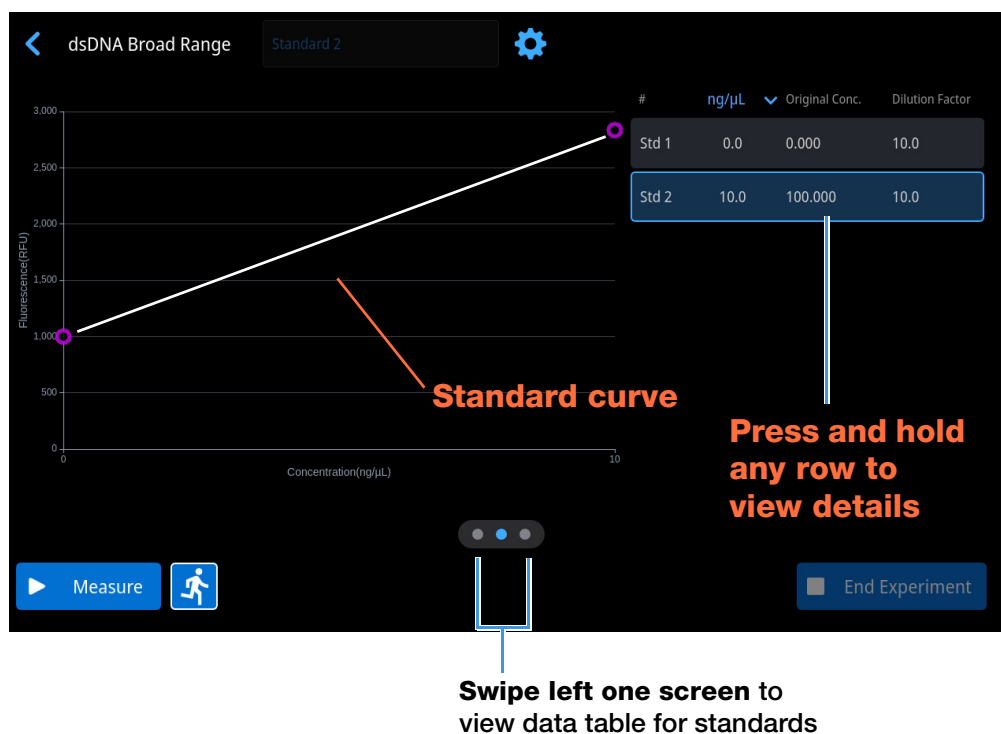 dsDNA Broad Range
Standard 2
# ng/µL Original Conc. Dilution Factor
Std 1 0.0 0.000 10.0
Std 2 10.0 100.000 10.0
3,000
2,500
2,000
1,500
1,000
500
0
Fluorescence(RFU)
0 10
Concentration(ng/µL)
Standard curve
Press and hold
any row to
view details
Measure
End Experiment
Swipe left one screen to
view data table for standards